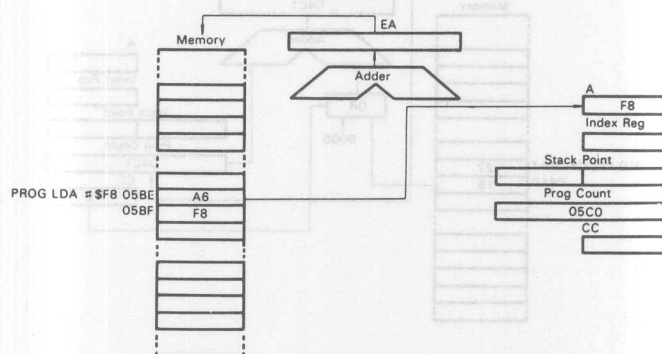 EA
Memory
Adder
A
F8
Index Reg
Stack Point
PROG LDA #$F8 05BE A6
05BF F8
Prog Count
05C0
CC